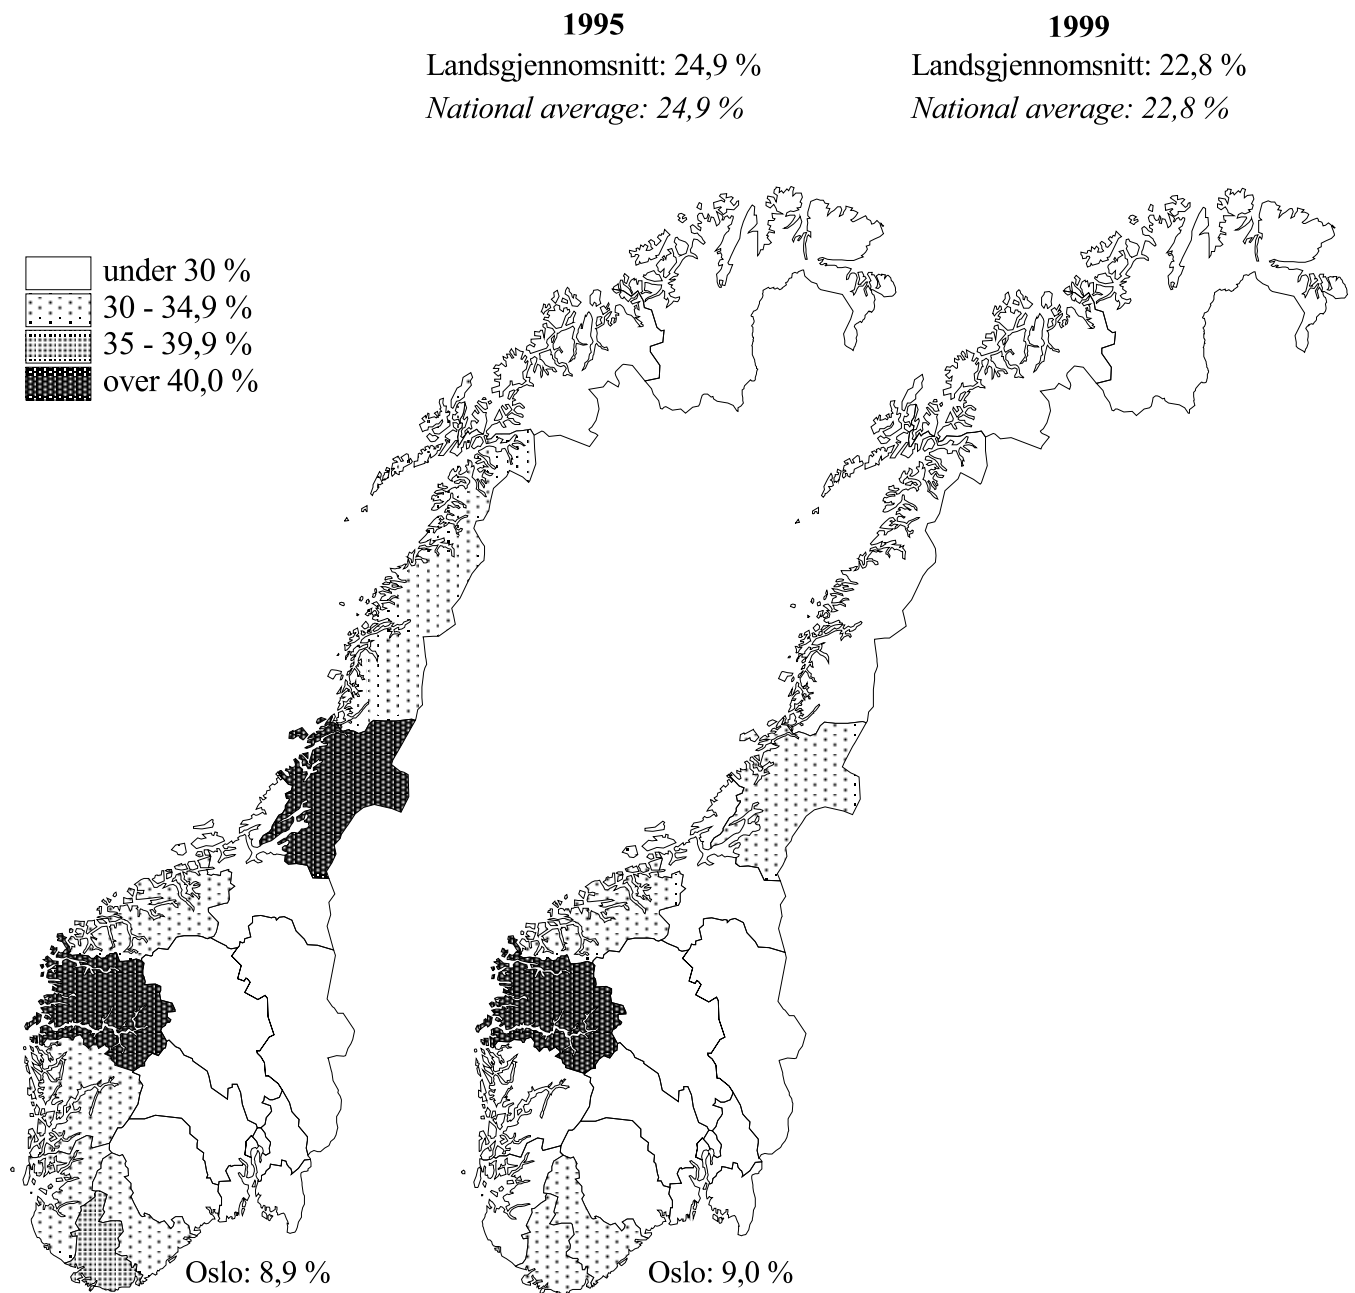 1995
Landsgjennomsnitt: 24,9 %
National average: 24,9 %
1999
Landsgjennomsnitt: 22,8 %
National average: 22,8 %
under 30 %
30 - 34,9 %
35 - 39,9 %
over 40,0 %
Oslo: 8,9 %
Oslo: 9,0 %